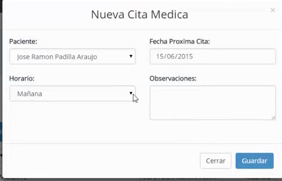 Nueva Cita Medica
×
Paciente:
Fecha Proxima Cita:
Jose Ramon Padilla Araujo
15/06/2015
Horario:
Observaciones:
Mañana
Cerrar
Guardar